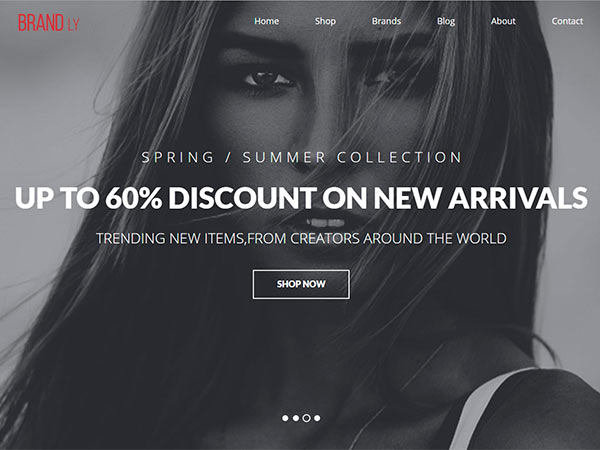 BRAND LY Home Shop Brands Blog About Contact
SPRING / SUMMER COLLECTION
UP TO 60% DISCOUNT ON NEW ARRIVALS
TRENDING NEW ITEMS,FROM CREATORS AROUND THE WORLD
SHOP NOW